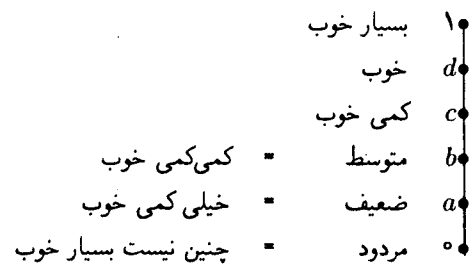 ۱ بسیار خوب
d خوب
c کمی خوب
b متوسط = کمی‌کمی خوب
a ضعیف = خیلی کمی خوب
۰ مردود = چنین نیست بسیار خوب